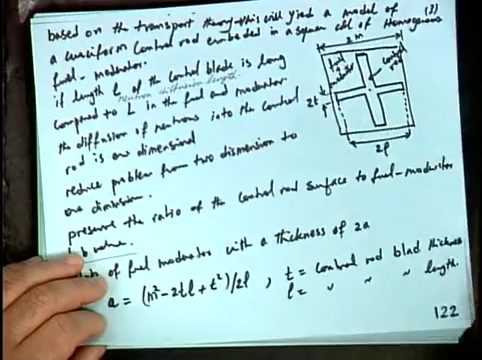 based on the transport theory this will yield a model of (3)
a cruciform control rod embeded in a square cell of Homogeneous
fuel - moderator.
if length l of the control blade is long
neutron diffusion length.
compared to L in the fuel and moderator.
the diffusion of neutrons into the control
rod is one dimensional
reduce problem from two dismension to
one dimension.
preserve the ratio of the control rod surface to fuel-modwitor
value.
of fuel moderator with a thickness of 2a
a = (m² - 2tl + t²)/2l , t = control rod blad thickness
l = " " " length.
2m
fuel
control
rod
2t
2l
122